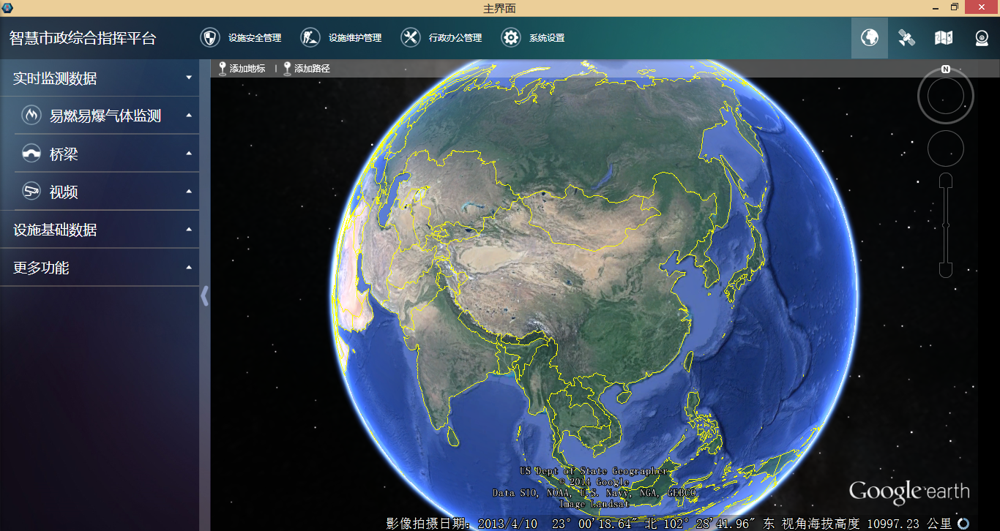 主界面
智慧市政综合指挥平台
设施安全管理
设施维护管理
行政办公管理
系统设置
实时监测数据
易燃易爆气体监测
桥梁
视频
设施基础数据
更多功能
添加地标 | 添加路径
N
US Dept of State Geographer
© 2014 Google
Data SIO, NOAA, U.S. Navy, NGA, GEBCO
Image Landsat
Google earth
影像拍摄日期: 2013/4/10 23° 00'18.64" 北 102° 28'41.96" 东 视角海拔高度 10997.23 公里